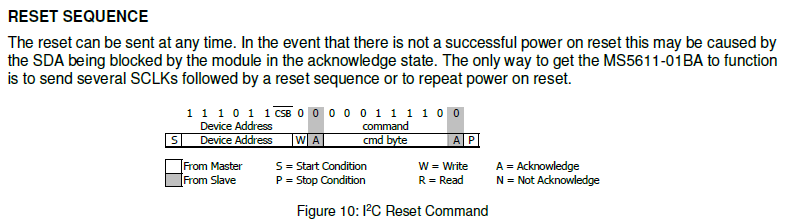 RESET SEQUENCE
The reset can be sent at any time. In the event that there is not a successful power on reset this may be caused by
the SDA being blocked by the module in the acknowledge state. The only way to get the MS5611-01BA to function
is to send several SCLKs followed by a reset sequence or to repeat power on reset.
1 1 1 0 1 1 CSB 0 0 0 0 0 1 1 1 1 0 0
Device Address command
S Device Address W A cmd byte A P
From Master S = Start Condition W = Write A = Acknowledge
From Slave P = Stop Condition R = Read N = Not Acknowledge
Figure 10: I²C Reset Command